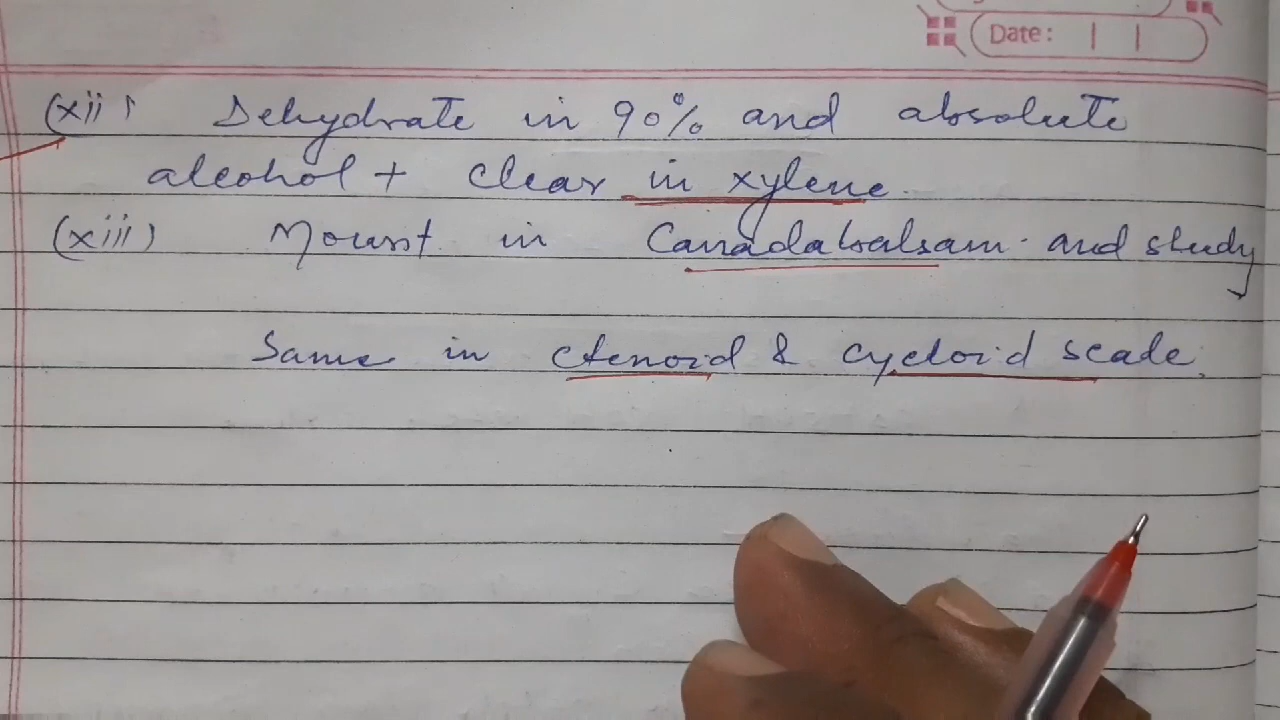 Date:
(xii) Dehydrate in 90% and absolute
alcohol + clear in xylene.
(xiii) Mount in Canadabalsam and study
Same in ctenoid & cycloid scale.